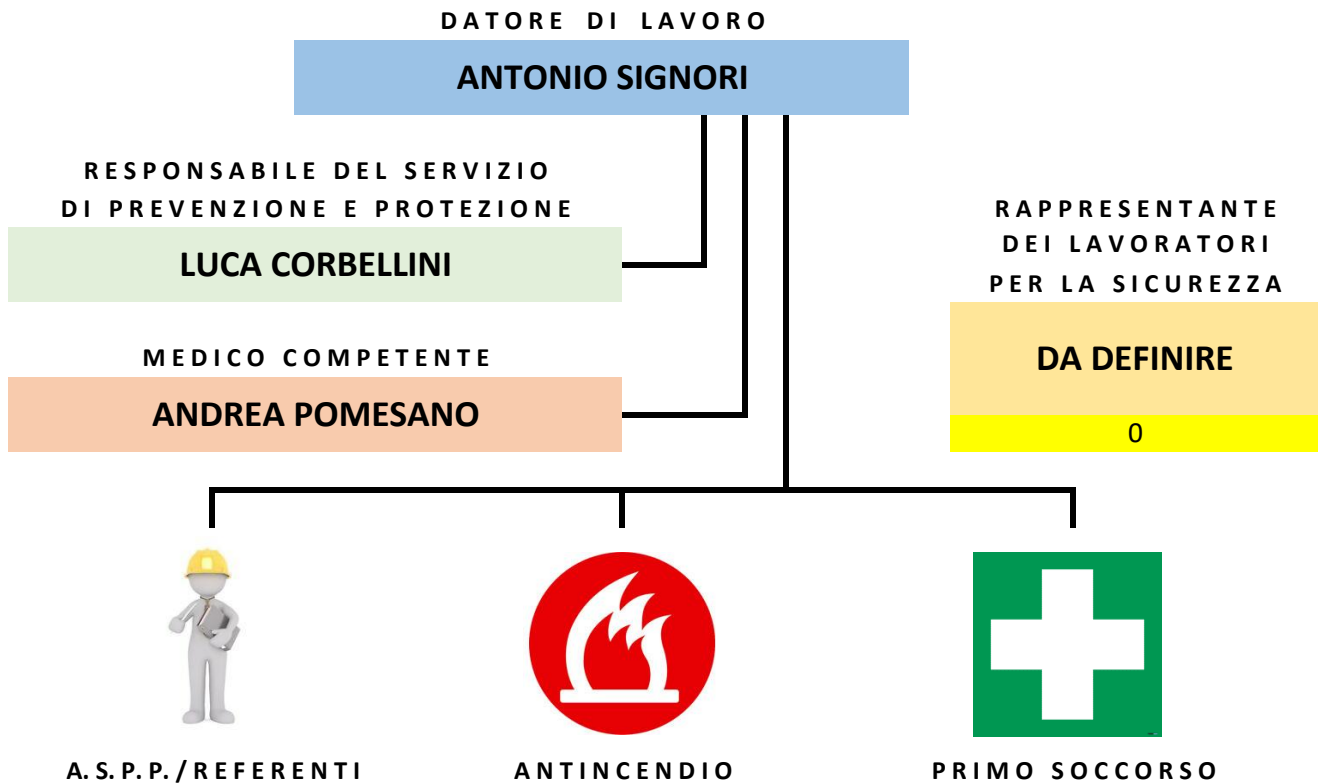 DATORE DI LAVORO
ANTONIO SIGNORI
RESPONSABILE DEL SERVIZIO
DI PREVENZIONE E PROTEZIONE
LUCA CORBELLINI
RAPPRESENTANTE
DEI LAVORATORI
PER LA SICUREZZA
DA DEFINIRE
0
MEDICO COMPETENTE
ANDREA POMESANO
A.S.P.P./REFERENTI
ANTINCENDIO
PRIMO SOCCORSO